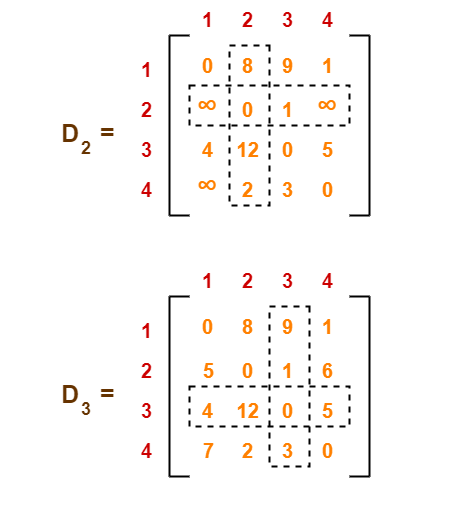 1 2 3 4
1 0 8 9 1
2 ∞ 0 1 ∞
D2 =
3 4 12 0 5
4 ∞ 2 3 0
1 2 3 4
1 0 8 9 1
2 5 0 1 6
D3 =
3 4 12 0 5
4 7 2 3 0